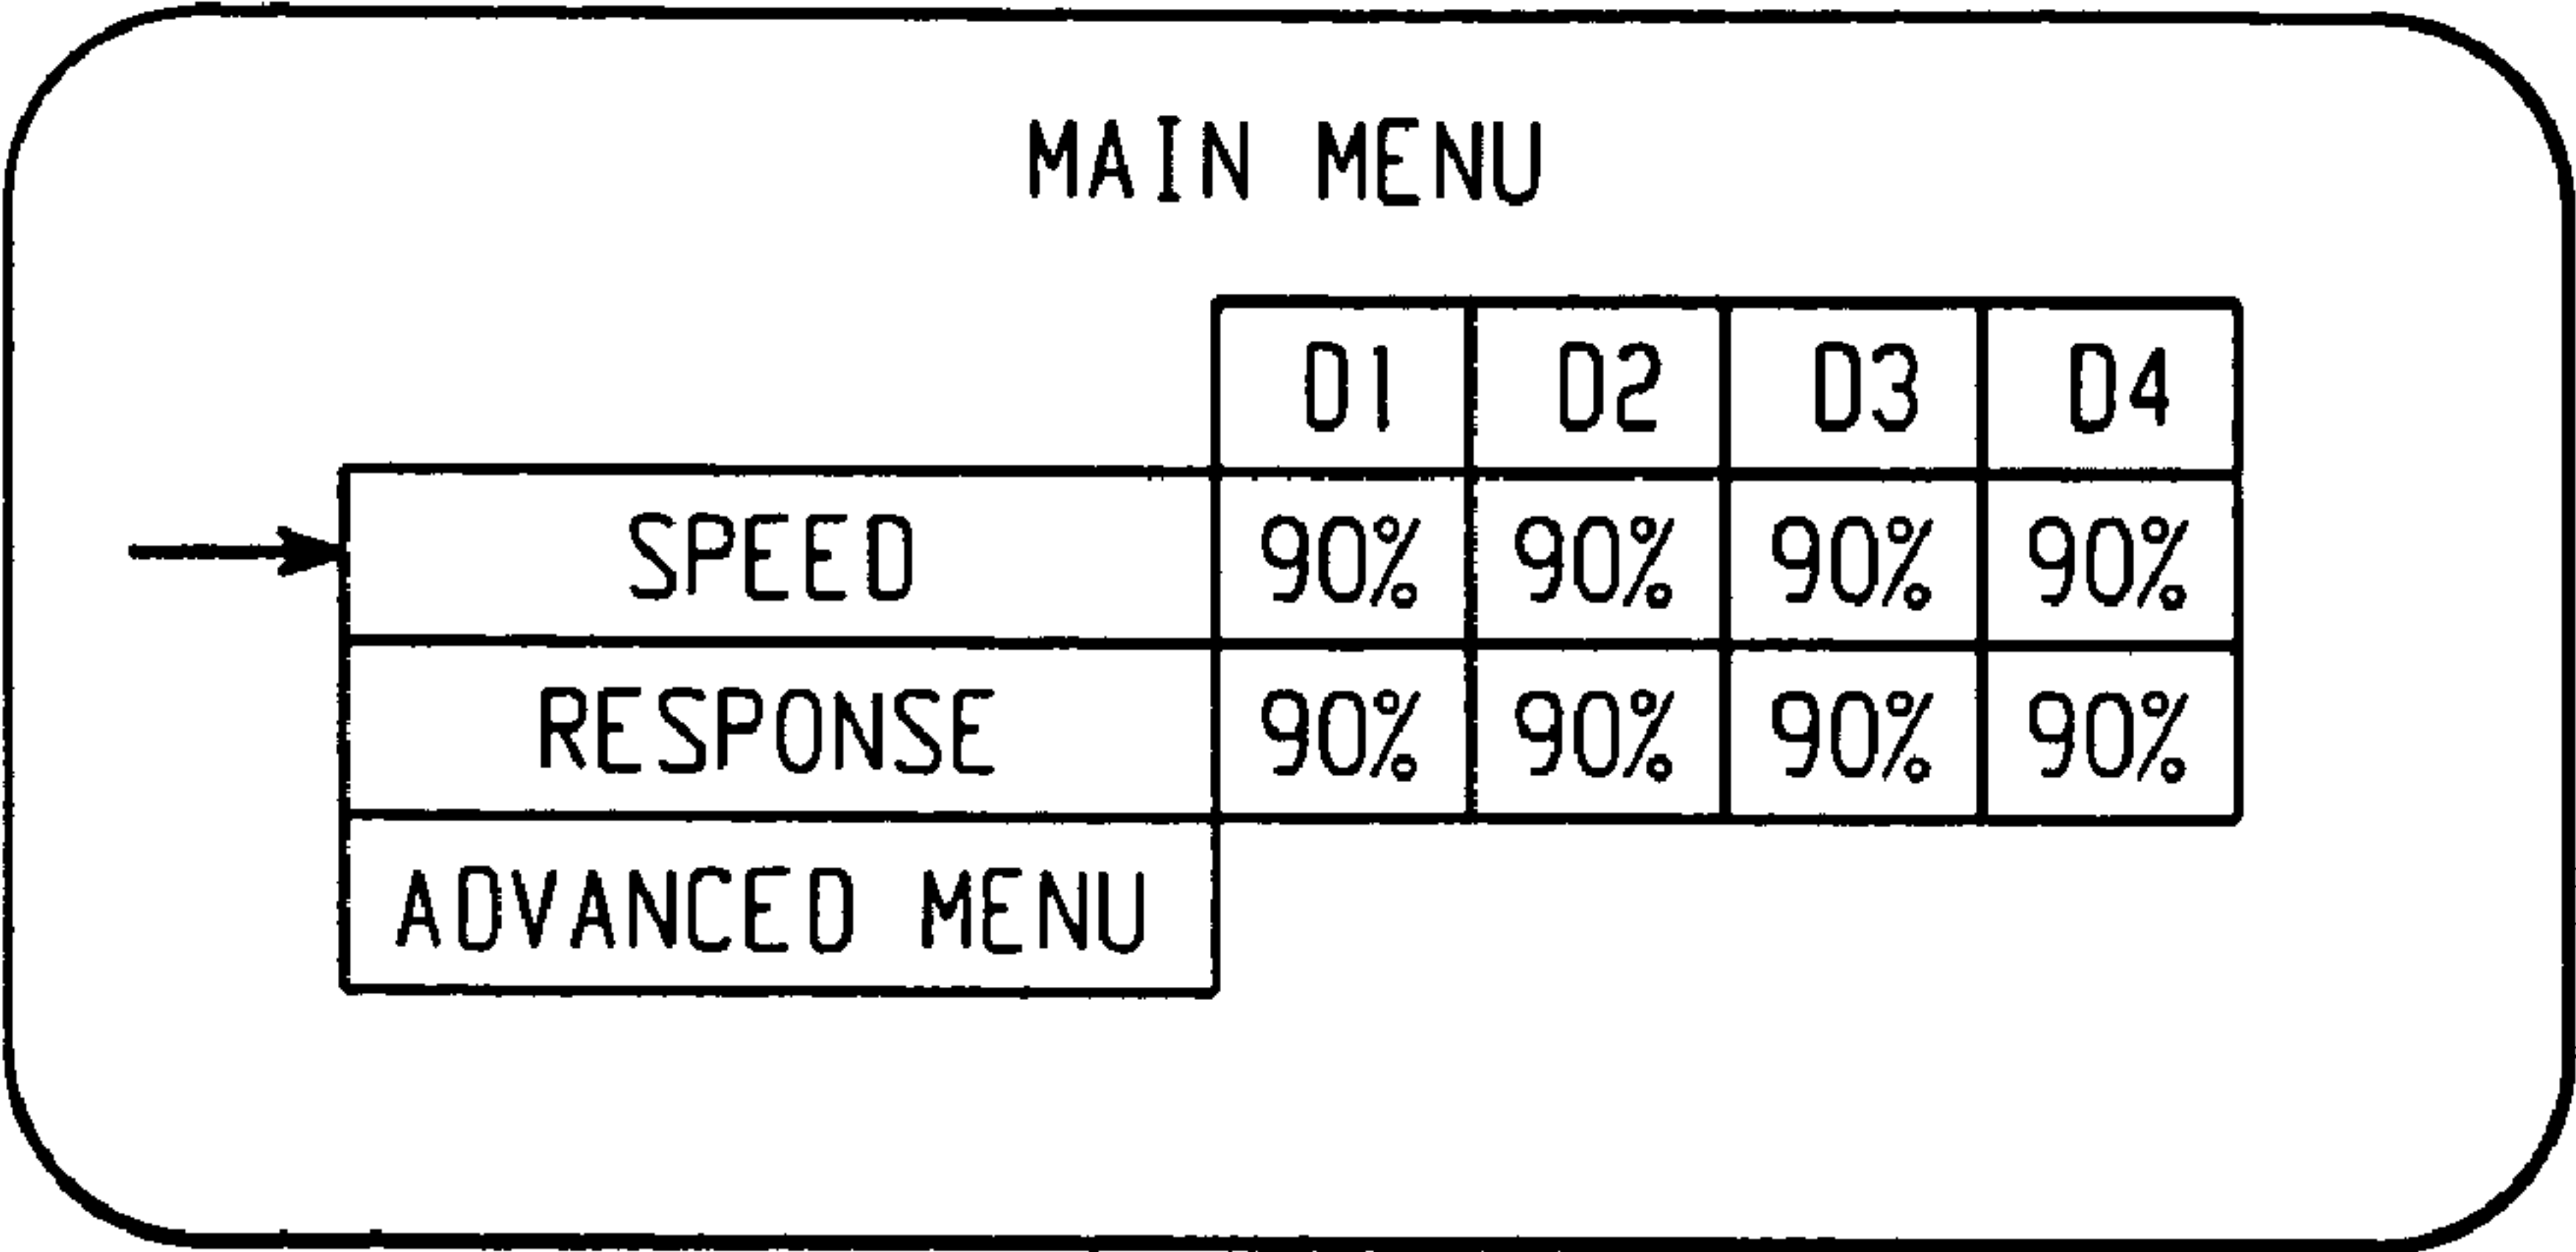 MAIN MENU
D1 D2 D3 D4
SPEED 90% 90% 90% 90%
RESPONSE 90% 90% 90% 90%
ADVANCED MENU